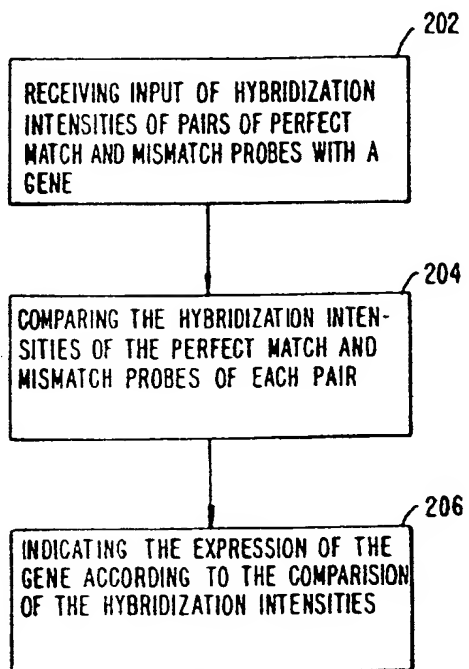 202
RECEIVING INPUT OF HYBRIDIZATION
INTENSITIES OF PAIRS OF PERFECT
MATCH AND MISMATCH PROBES WITH A
GENE
204
COMPARING THE HYBRIDIZATION INTEN-
SITIES OF THE PERFECT MATCH AND
MISMATCH PROBES OF EACH PAIR
206
INDICATING THE EXPRESSION OF THE
GENE ACCORDING TO THE COMPARISION
OF THE HYBRIDIZATION INTENSITIES